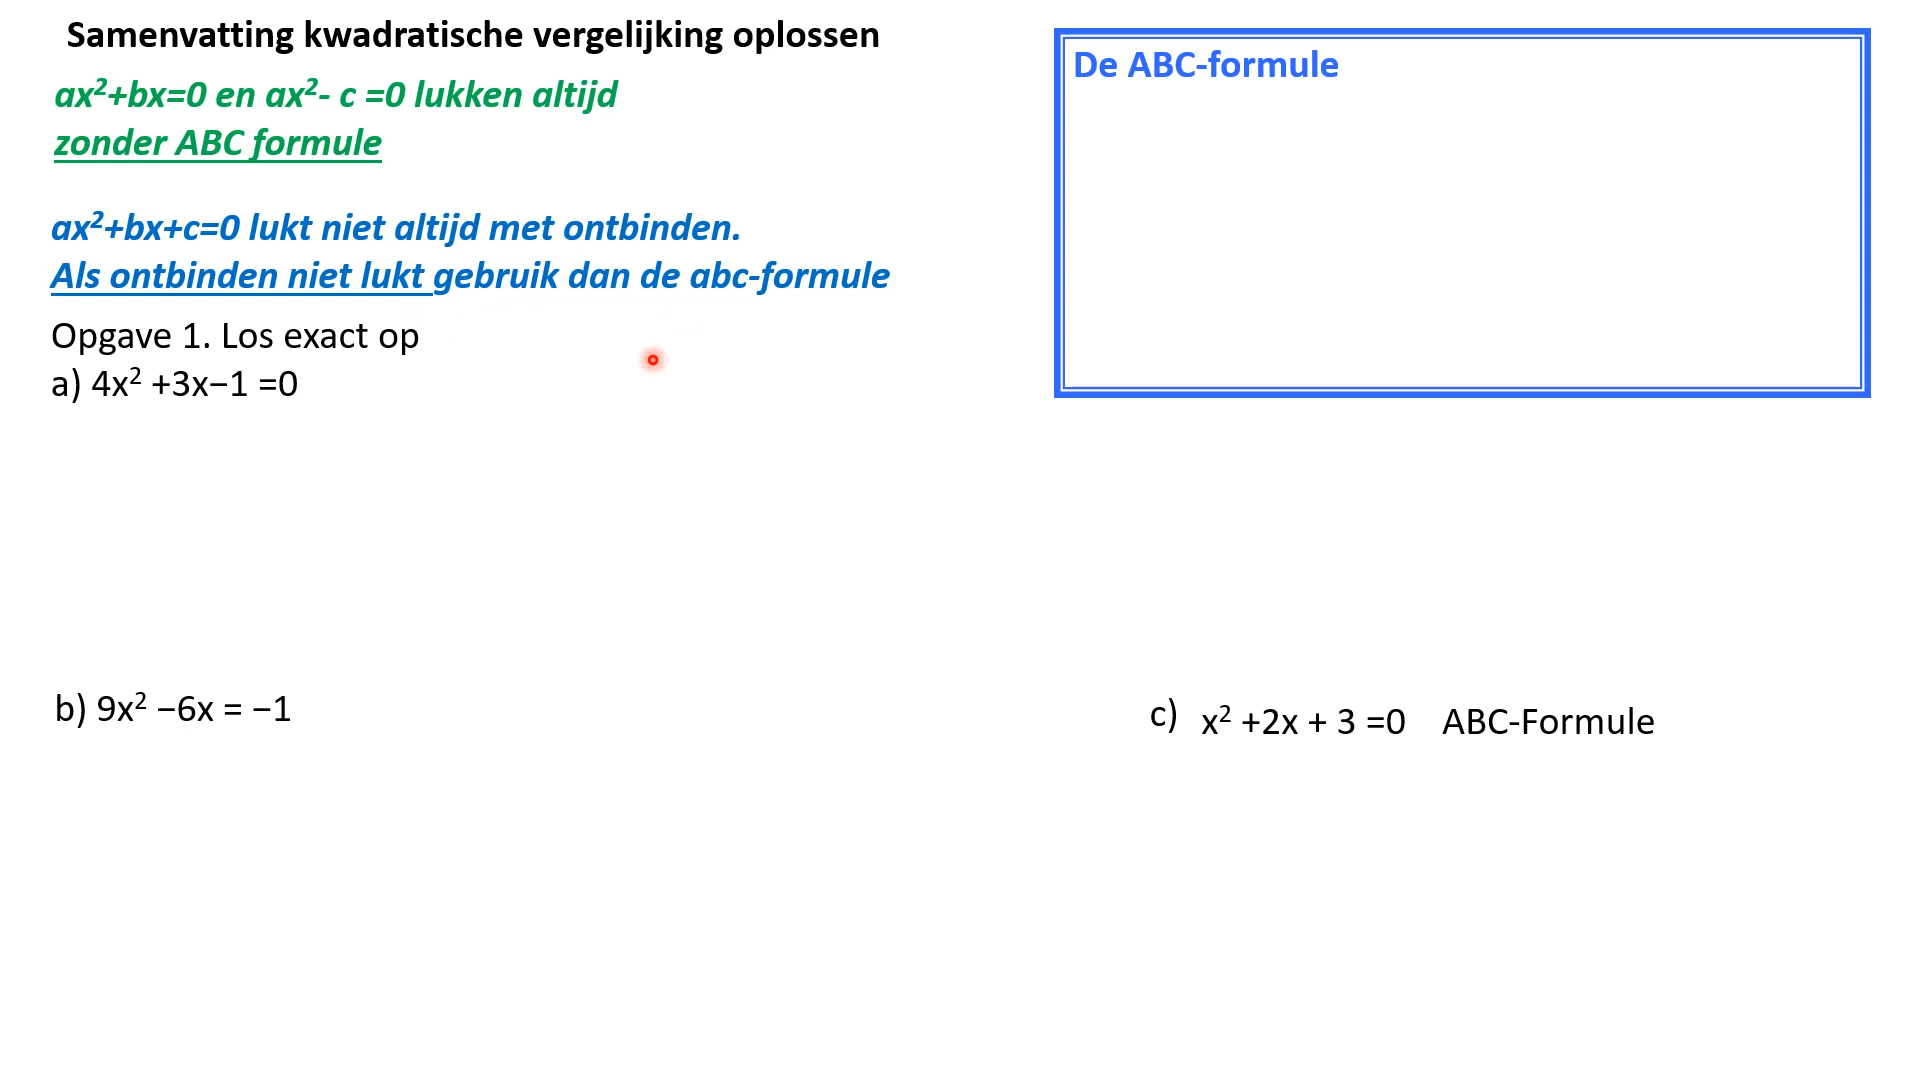 Samenvatting kwadratische vergelijking oplossen
ax²+bx=0 en ax²- c =0 lukken altijd
zonder ABC formule
ax²+bx+c=0 lukt niet altijd met ontbinden.
Als ontbinden niet lukt gebruik dan de abc-formule
Opgave 1. Los exact op
a) 4x² +3x−1 =0
De ABC-formule
b) 9x² −6x = −1
c) x² +2x + 3 =0 ABC-Formule